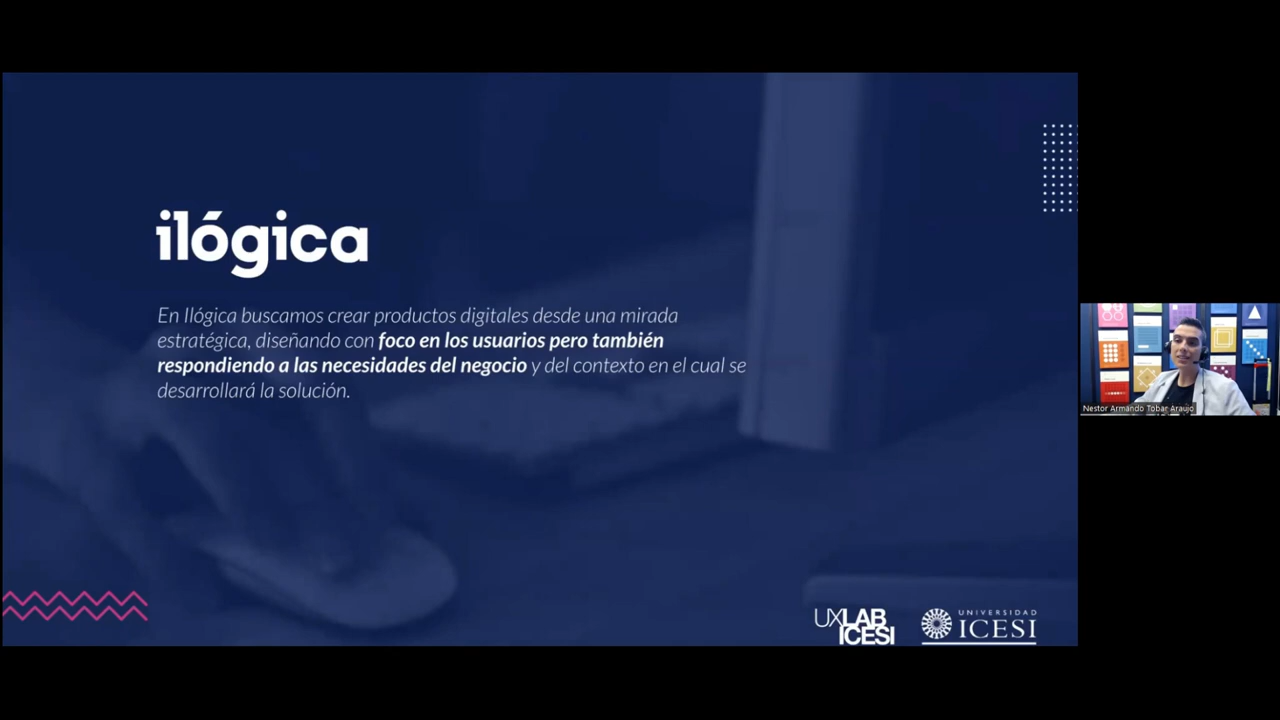 ilógica
En Ilógica buscamos crear productos digitales desde una mirada
estratégica, diseñando con foco en los usuarios pero también
respondiendo a las necesidades del negocio y del contexto en el cual se
desarrollará la solución.
Nestor Armando Tobar Araujo
UXLAB
ICESI
UNIVERSIDAD
ICESI